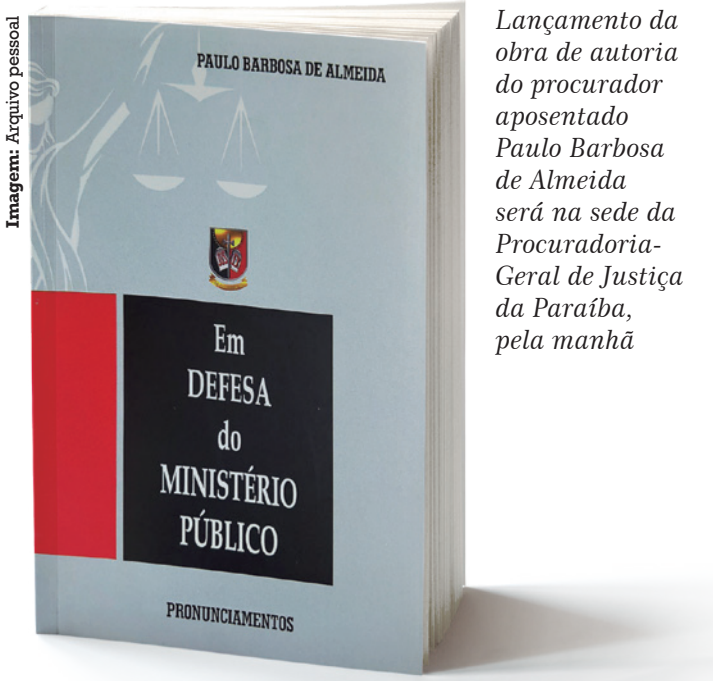 Imagem: Arquivo pessoal
PAULO BARBOSA DE ALMEIDA
Em
DEFESA
do
MINISTÉRIO
PÚBLICO
PRONUNCIAMENTOS
Lançamento da
obra de autoria
do procurador
aposentado
Paulo Barbosa
de Almeida
será na sede da
Procuradoria-
Geral de Justiça
da Paraíba,
pela manhã